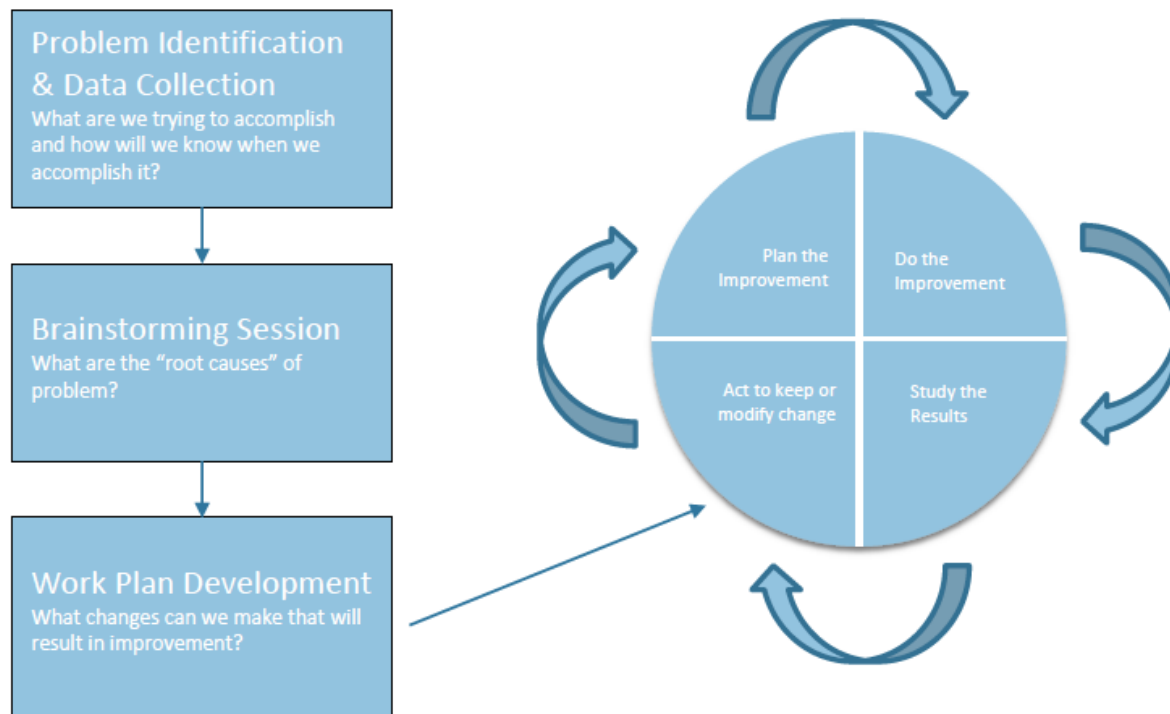 Problem Identification
& Data Collection
What are we trying to accomplish
and how will we know when we
accomplish it?
Brainstorming Session
What are the “root causes” of
problem?
Work Plan Development
What changes can we make that will
result in improvement?
Plan the
Improvement
Do the
Improvement
Act to keep or
modify change
Study the
Results